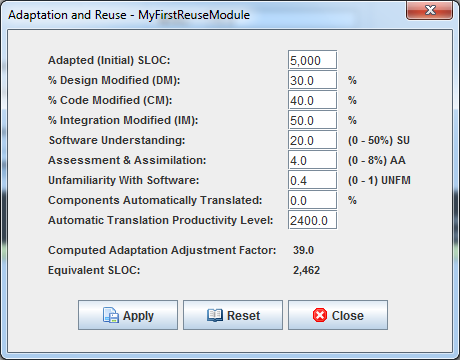 Adaptation and Reuse - MyFirstReuseModule
Adapted (Initial) SLOC: 5,000
% Design Modified (DM): 30.0 %
% Code Modified (CM): 40.0 %
% Integration Modified (IM): 50.0 %
Software Understanding: 20.0 (0 - 50%) SU
Assessment & Assimilation: 4.0 (0 - 8%) AA
Unfamiliarity With Software: 0.4 (0 - 1) UNFM
Components Automatically Translated: 0.0 %
Automatic Translation Productivity Level: 2400.0
Computed Adaptation Adjustment Factor: 39.0
Equivalent SLOC: 2,462
Apply Reset Close